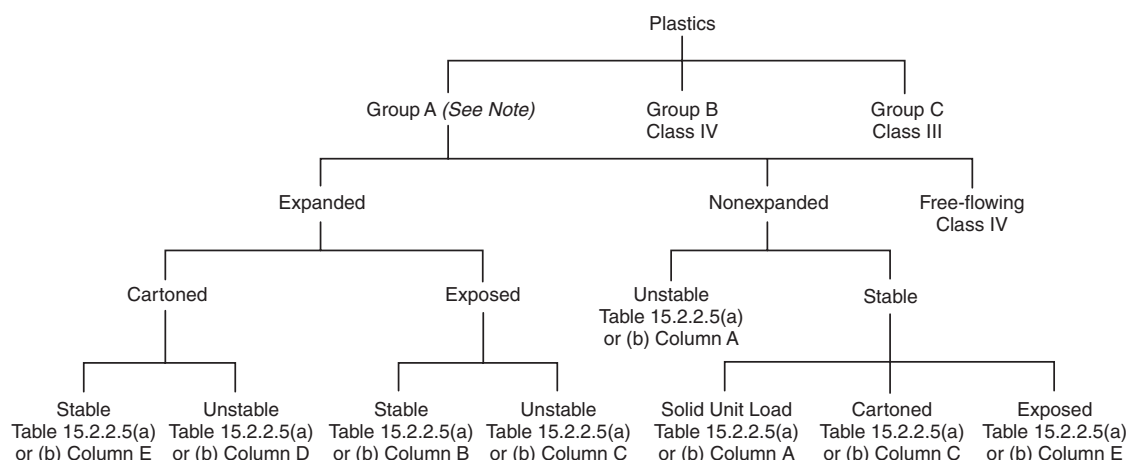 Plastics
Group A (See Note)
Group B
Class IV
Group C
Class III
Expanded
Nonexpanded
Free-flowing
Class IV
Cartoned
Exposed
Unstable
Table 15.2.2.5(a)
or (b) Column A
Stable
Stable
Table 15.2.2.5(a)
or (b) Column E
Unstable
Table 15.2.2.5(a)
or (b) Column D
Stable
Table 15.2.2.5(a)
or (b) Column B
Unstable
Table 15.2.2.5(a)
or (b) Column C
Solid Unit Load
Table 15.2.2.5(a)
or (b) Column A
Cartoned
Table 15.2.2.5(a)
or (b) Column C
Exposed
Table 15.2.2.5(a)
or (b) Column E